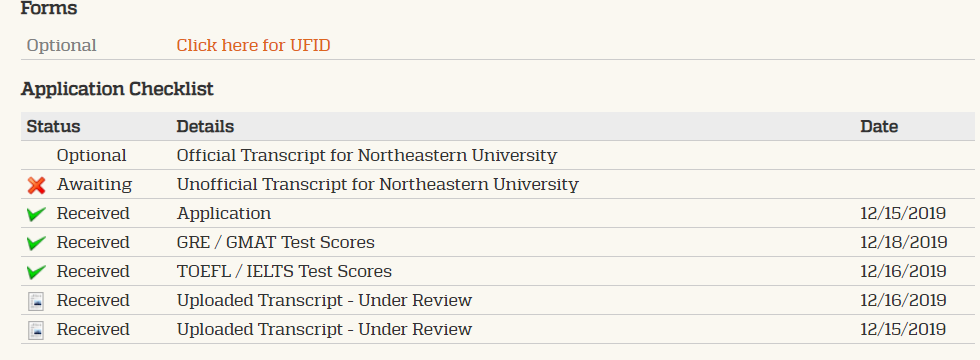 Forms
Optional Click here for UFID
Application Checklist
Status Details Date
Optional Official Transcript for Northeastern University
Awaiting Unofficial Transcript for Northeastern University
Received Application 12/15/2019
Received GRE / GMAT Test Scores 12/18/2019
Received TOEFL / IELTS Test Scores 12/16/2019
Received Uploaded Transcript - Under Review 12/16/2019
Received Uploaded Transcript - Under Review 12/15/2019